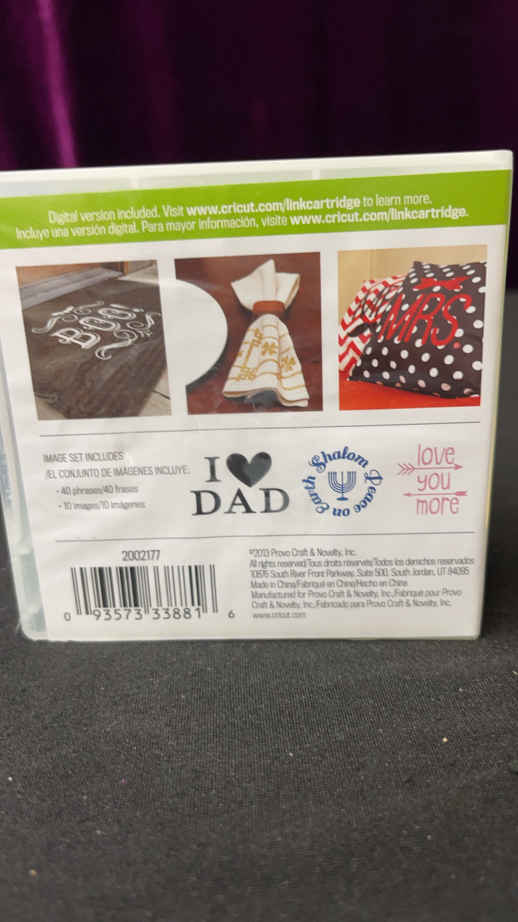 Digital version included. Visit www.cricut.com/linkcartridge to learn more.
Incluye una versión digital. Para mayor información, visite www.cricut.com/linkcartridge.
BOO!
MRS.
IMAGE SET INCLUDES
/EL CONJUNTO DE IMÁGENES INCLUYE:
• 40 phrases/40 frases
• 10 images/10 imágenes
I ♥
DAD
Shalom
Peace on Earth
love
you
more
2002177
0 93573 33881 6
©2013 Provo Craft & Novelty, Inc.
All rights reserved/Tous droits réservés/Todos los derechos reservados
10876 South River Front Parkway, Suite 500, South Jordan, UT 84095
Made in China/Fabriqué en Chine/Hecho en China
Manufactured for Provo Craft & Novelty, Inc./Fabriqué pour Provo
Craft & Novelty, Inc./Fabricado para Provo Craft & Novelty, Inc.
www.cricut.com